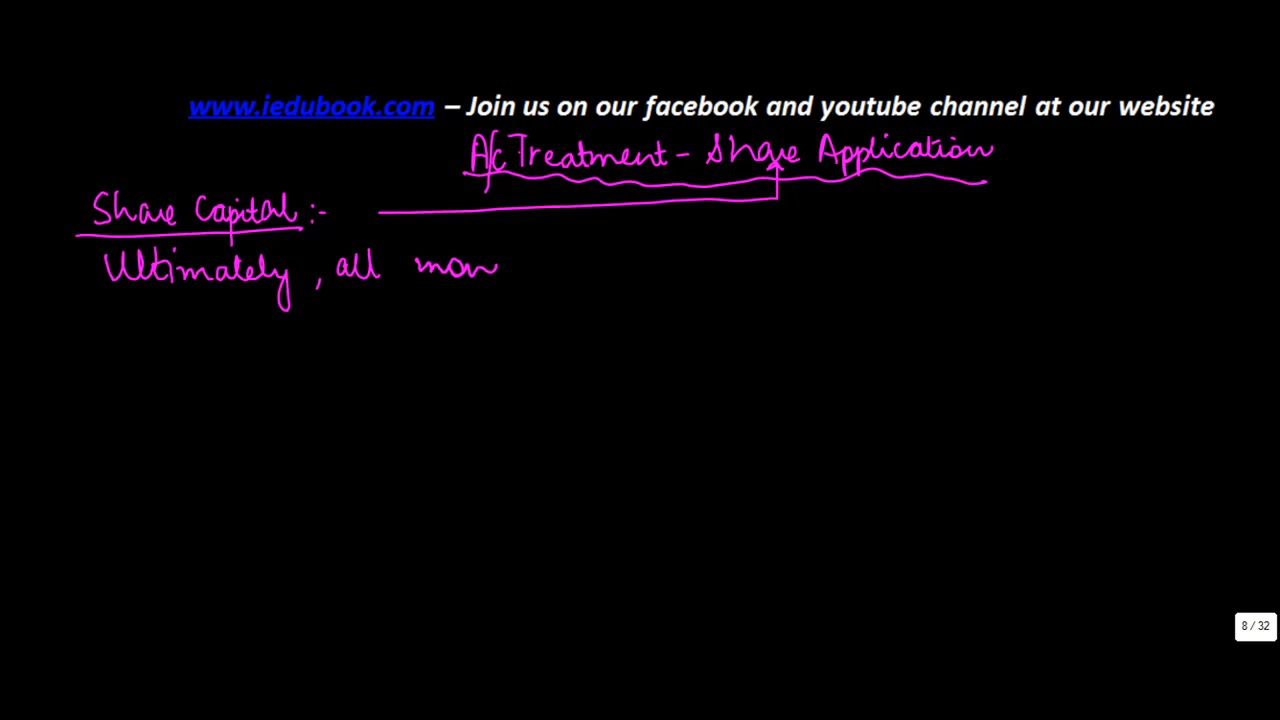 www.iedubook.com – Join us on our facebook and youtube channel at our website
A/c Treatment - Share Application
Share Capital :-
Ultimately, all mon
8 / 32